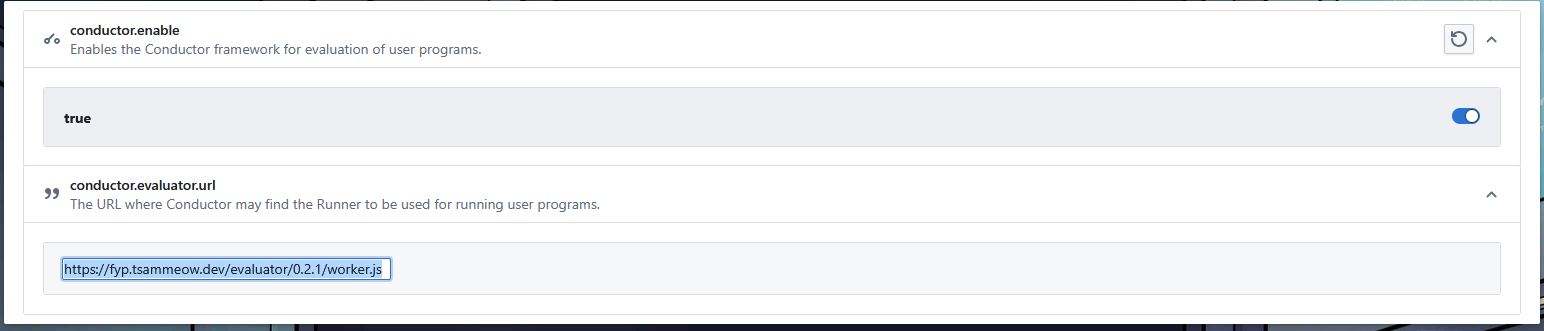 conductor.enable
Enables the Conductor framework for evaluation of user programs.
true
conductor.evaluator.url
The URL where Conductor may find the Runner to be used for running user programs.
https://fyp.tsammeow.dev/evaluator/0.2.1/worker.js